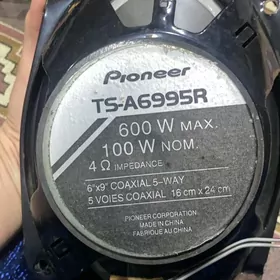 Pioneer
TS-A6995R
600 W MAX.
100 W NOM.
4 Ω IMPEDANCE
6"x9" COAXIAL 5-WAY
5 VOIES COAXIAL 16 cm x 24 cm
PIONEER CORPORATION
MADE IN CHINA
FABRIQUÉ AU CHINE